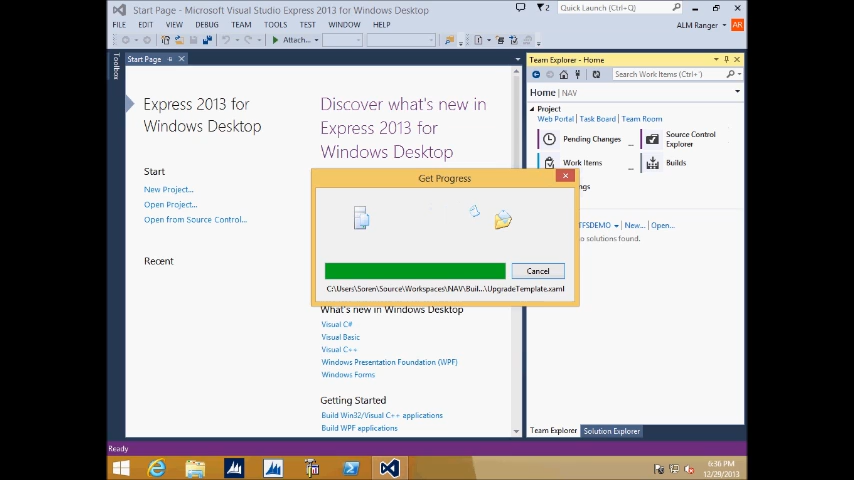 Start Page - Microsoft Visual Studio Express 2013 for Windows Desktop
2
Quick Launch (Ctrl+Q)
FILE EDIT VIEW DEBUG TEAM TOOLS TEST WINDOW HELP
ALM Ranger
AR
Attach...
Toolbox
Start Page
Express 2013 for
Windows Desktop
Start
New Project...
Open Project...
Open from Source Control...
Recent
Discover what's new in
Express 2013 for
Windows Desktop
What's new in Windows Desktop
Visual C#
Visual Basic
Visual C++
Windows Presentation Foundation (WPF)
Windows Forms
Getting Started
Build Win32/Visual C++ applications
Build WPF applications
Get Progress
Cancel
C:\Users\Soren\Source\Workspaces\NAV\Buil...\UpgradeTemplate.xaml
Team Explorer - Home
Search Work Items (Ctrl+')
Home | NAV
Project
Web Portal | Task Board | Team Room
Pending Changes
Source Control
Explorer
Work Items
Builds
New... | Open...
Team Explorer Solution Explorer
Ready
6:36 PM
12/29/2013